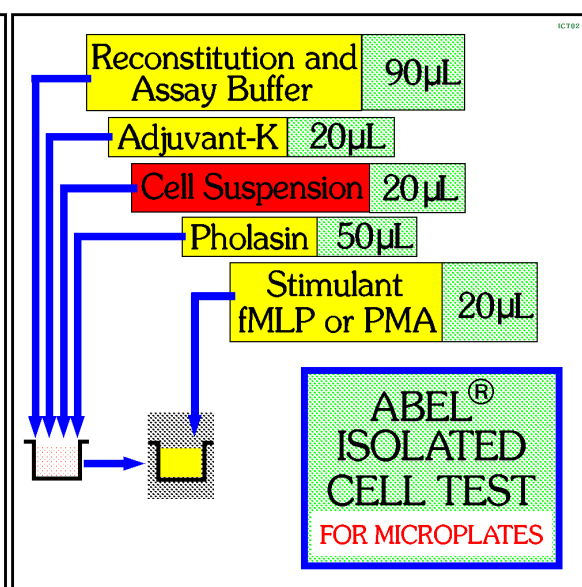 ICT02
Reconstitution and
Assay Buffer
90µL
Adjuvant-K
20µL
Cell Suspension
20µL
Pholasin
50µL
Stimulant
fMLP or PMA
20µL
ABEL®
ISOLATED
CELL TEST
FOR MICROPLATES